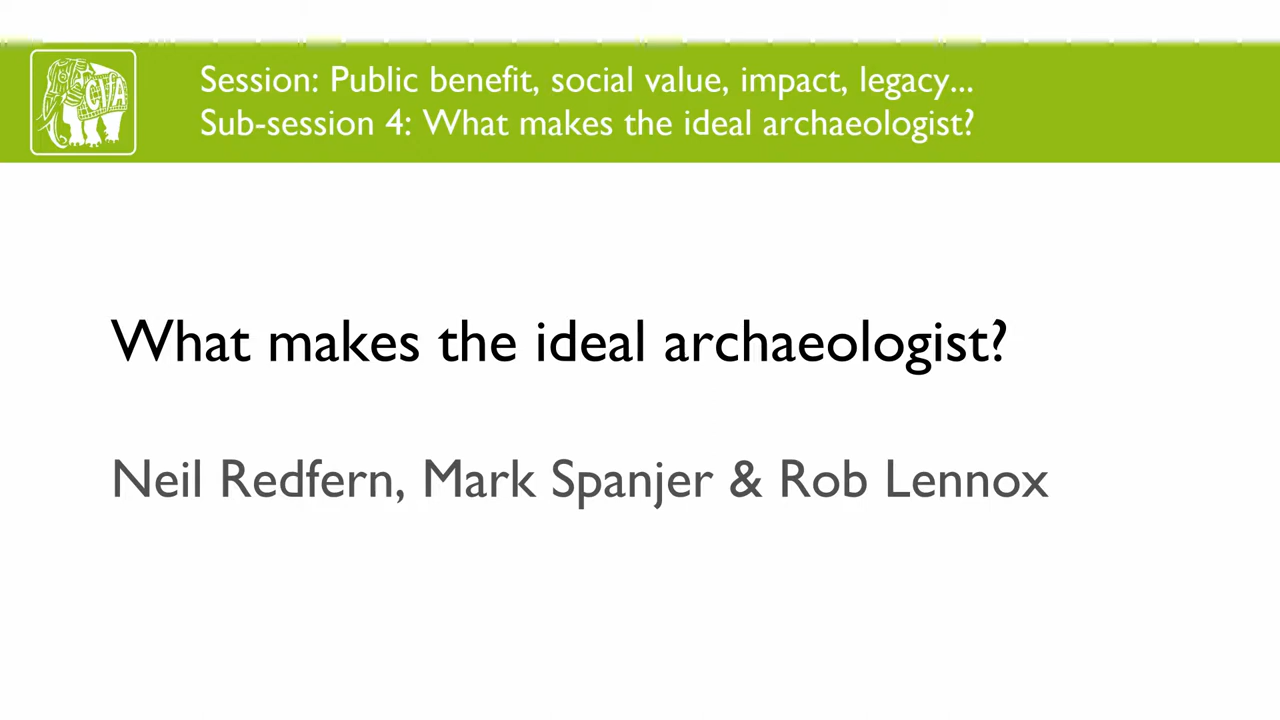 CIfA
Session: Public benefit, social value, impact, legacy...
Sub-session 4: What makes the ideal archaeologist?
What makes the ideal archaeologist?
Neil Redfern, Mark Spanjer & Rob Lennox